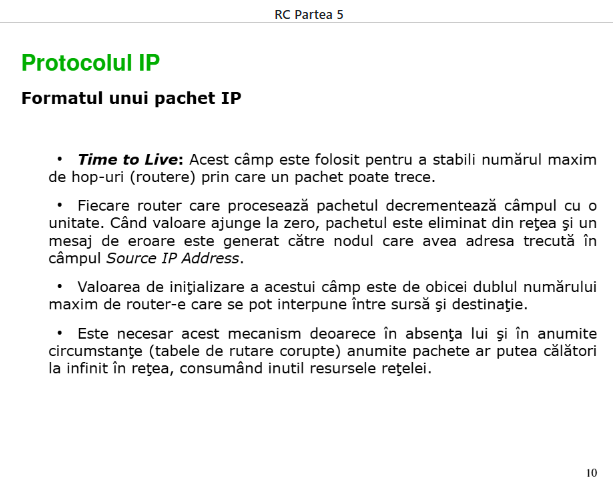 RC Partea 5
Protocolul IP
Formatul unui pachet IP
• Time to Live: Acest câmp este folosit pentru a stabili numărul maxim
de hop-uri (routere) prin care un pachet poate trece.
• Fiecare router care procesează pachetul decrementează câmpul cu o
unitate. Când valoare ajunge la zero, pachetul este eliminat din reţea şi un
mesaj de eroare este generat către nodul care avea adresa trecută în
câmpul Source IP Address.
• Valoarea de iniţializare a acestui câmp este de obicei dublul numărului
maxim de router-e care se pot interpune între sursă şi destinaţie.
• Este necesar acest mecanism deoarece în absenţa lui şi în anumite
circumstanţe (tabele de rutare corupte) anumite pachete ar putea călători
la infinit în reţea, consumând inutil resursele reţelei.
10